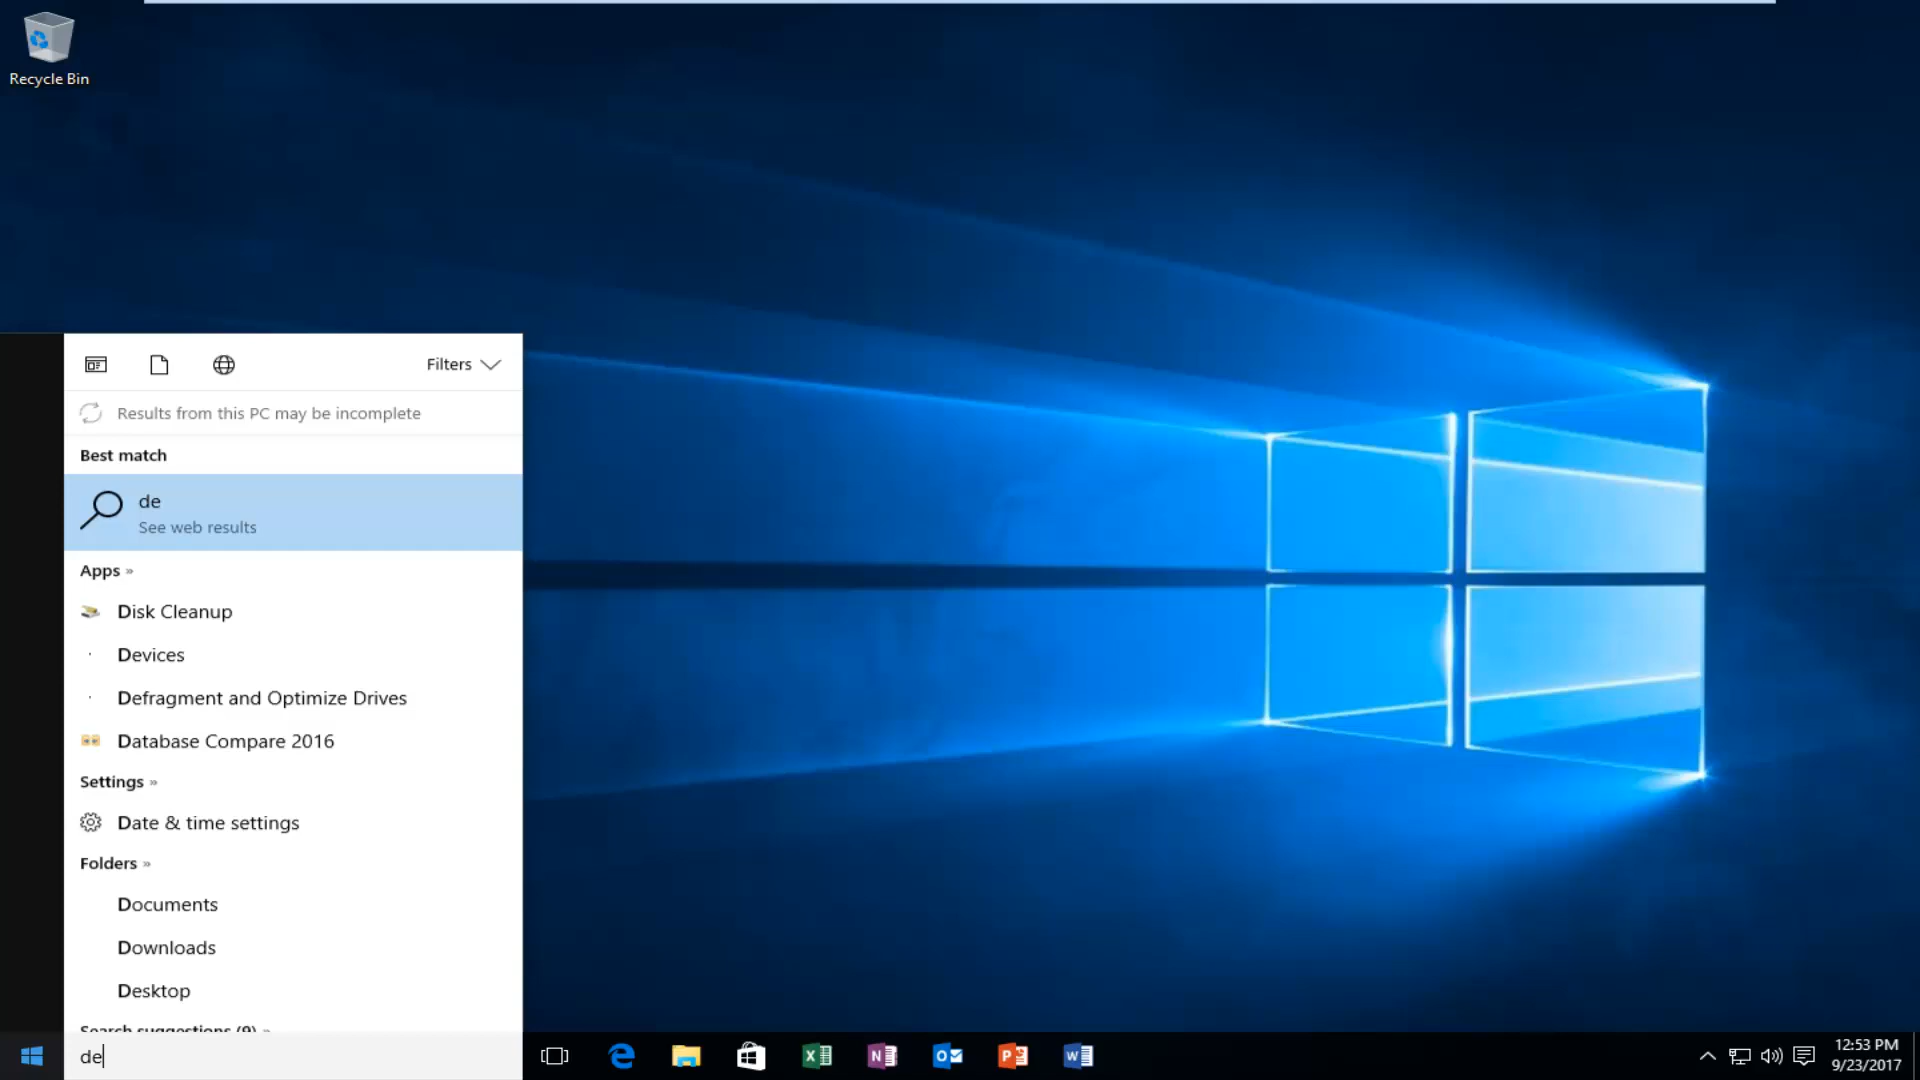 Recycle Bin
Filters
Results from this PC may be incomplete
Best match
de
See web results
Apps »
Disk Cleanup
Devices
Defragment and Optimize Drives
Database Compare 2016
Settings »
Date & time settings
Folders »
Documents
Downloads
Desktop
Search suggestions (9) »
de
X
N
O
P
W
12:53 PM
9/23/2017